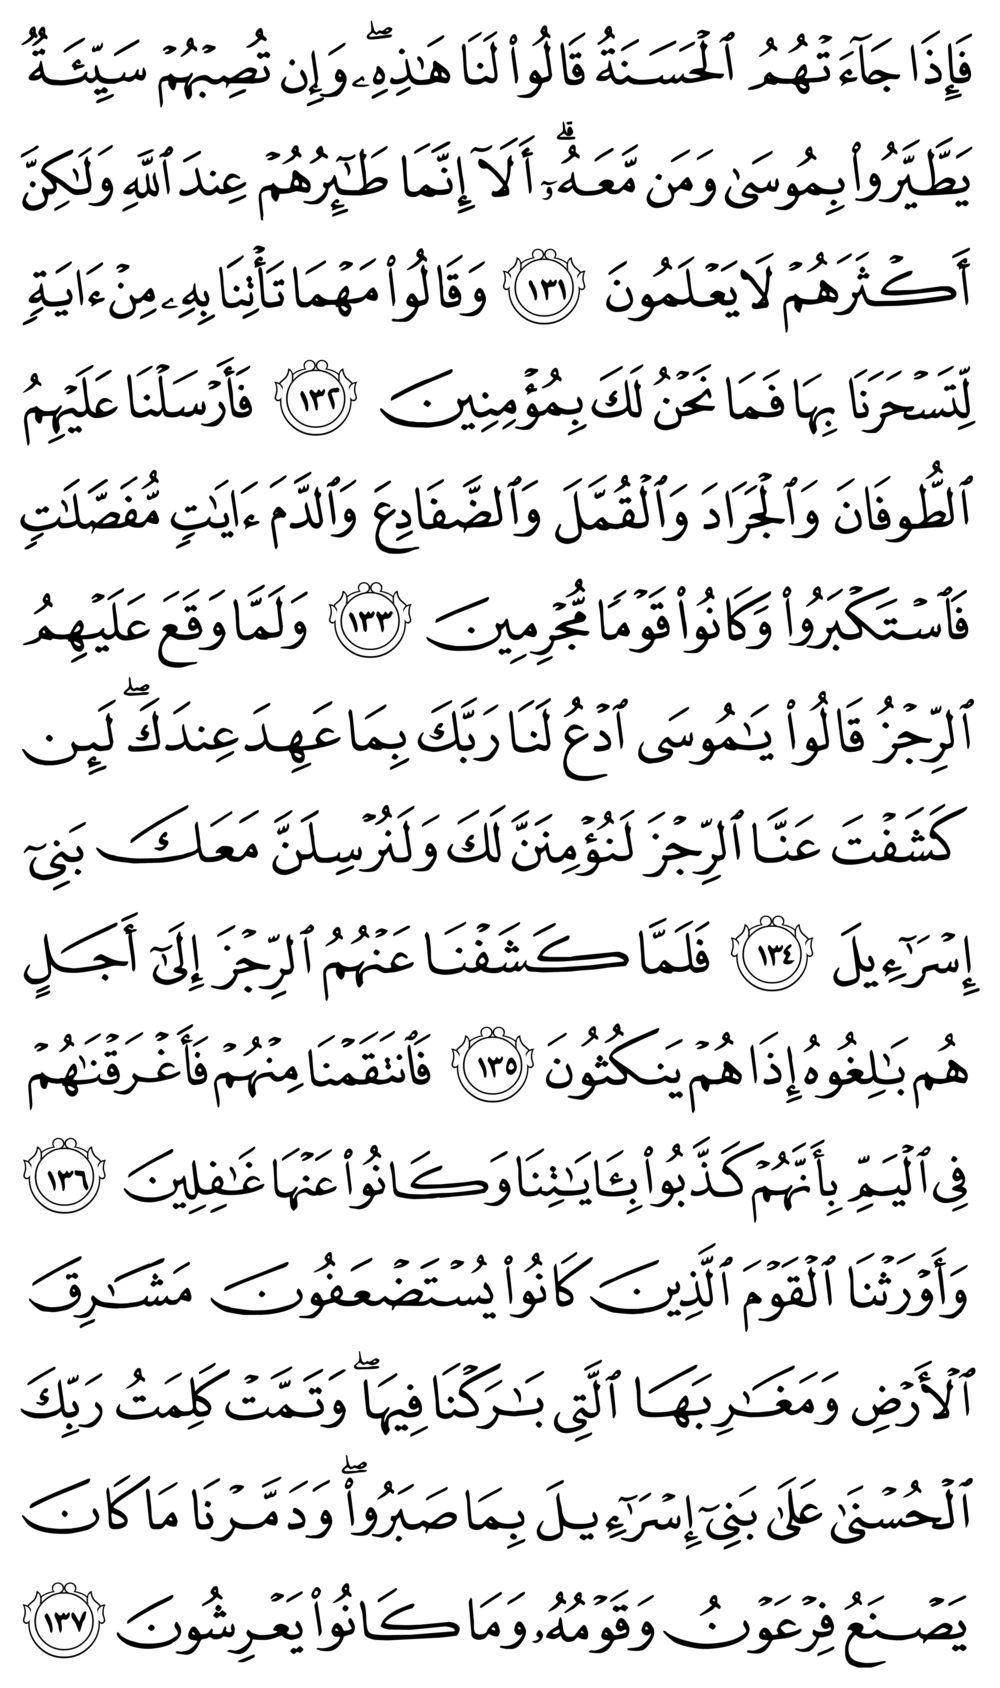 فَإِذَا جَآءَتۡهُمُ ٱلۡحَسَنَةُ قَالُواْ لَنَا هَٰذِهِۦۖ وَإِن تُصِبۡهُمۡ سَيِّئَةٞ
يَطَّيَّرُواْ بِمُوسَىٰ وَمَن مَّعَهُۥٓۗ أَلَآ إِنَّمَا طَـٰٓئِرُهُمۡ عِندَ ٱللَّهِ وَلَٰكِنَّ
أَكۡثَرَهُمۡ لَا يَعۡلَمُونَ ١٣١ وَقَالُواْ مَهۡمَا تَأۡتِنَا بِهِۦ مِنۡ ءَايَةٖ
لِّتَسۡحَرَنَا بِهَا فَمَا نَحۡنُ لَكَ بِمُؤۡمِنِينَ ١٣٢ فَأَرۡسَلۡنَا عَلَيۡهِمُ
ٱلطُّوفَانَ وَٱلۡجَرَادَ وَٱلۡقُمَّلَ وَٱلضَّفَادِعَ وَٱلدَّمَ ءَايَٰتٖ مُّفَصَّلَٰتٖ
فَٱسۡتَكۡبَرُواْ وَكَانُواْ قَوۡمٗا مُّجۡرِمِينَ ١٣٣ وَلَمَّا وَقَعَ عَلَيۡهِمُ
ٱلرِّجۡزُ قَالُواْ يَٰمُوسَى ٱدۡعُ لَنَا رَبَّكَ بِمَا عَهِدَ عِندَكَۖ لَئِن
كَشَفۡتَ عَنَّا ٱلرِّجۡزَ لَنُؤۡمِنَنَّ لَكَ وَلَنُرۡسِلَنَّ مَعَكَ بَنِيٓ
إِسۡرَـٰٓءِيلَ ١٣٤ فَلَمَّا كَشَفۡنَا عَنۡهُمُ ٱلرِّجۡزَ إِلَىٰٓ أَجَلٍ
هُم بَٰلِغُوهُ إِذَا هُمۡ يَنكُثُونَ ١٣٥ فَٱنتَقَمۡنَا مِنۡهُمۡ فَأَغۡرَقۡنَٰهُمۡ
فِي ٱلۡيَمِّ بِأَنَّهُمۡ كَذَّبُواْ بِـَٔايَٰتِنَا وَكَانُواْ عَنۡهَا غَٰفِلِينَ ١٣٦
وَأَوۡرَثۡنَا ٱلۡقَوۡمَ ٱلَّذِينَ كَانُواْ يُسۡتَضۡعَفُونَ مَشَٰرِقَ
ٱلۡأَرۡضِ وَمَغَٰرِبَهَا ٱلَّتِي بَٰرَكۡنَا فِيهَاۖ وَتَمَّتۡ كَلِمَتُ رَبِّكَ
ٱلۡحُسۡنَىٰ عَلَىٰ بَنِيٓ إِسۡرَـٰٓءِيلَ بِمَا صَبَرُواْۖ وَدَمَّرۡنَا مَا كَانَ
يَصۡنَعُ فِرۡعَوۡنُ وَقَوۡمُهُۥ وَمَا كَانُواْ يَعۡرِشُونَ ١٣٧